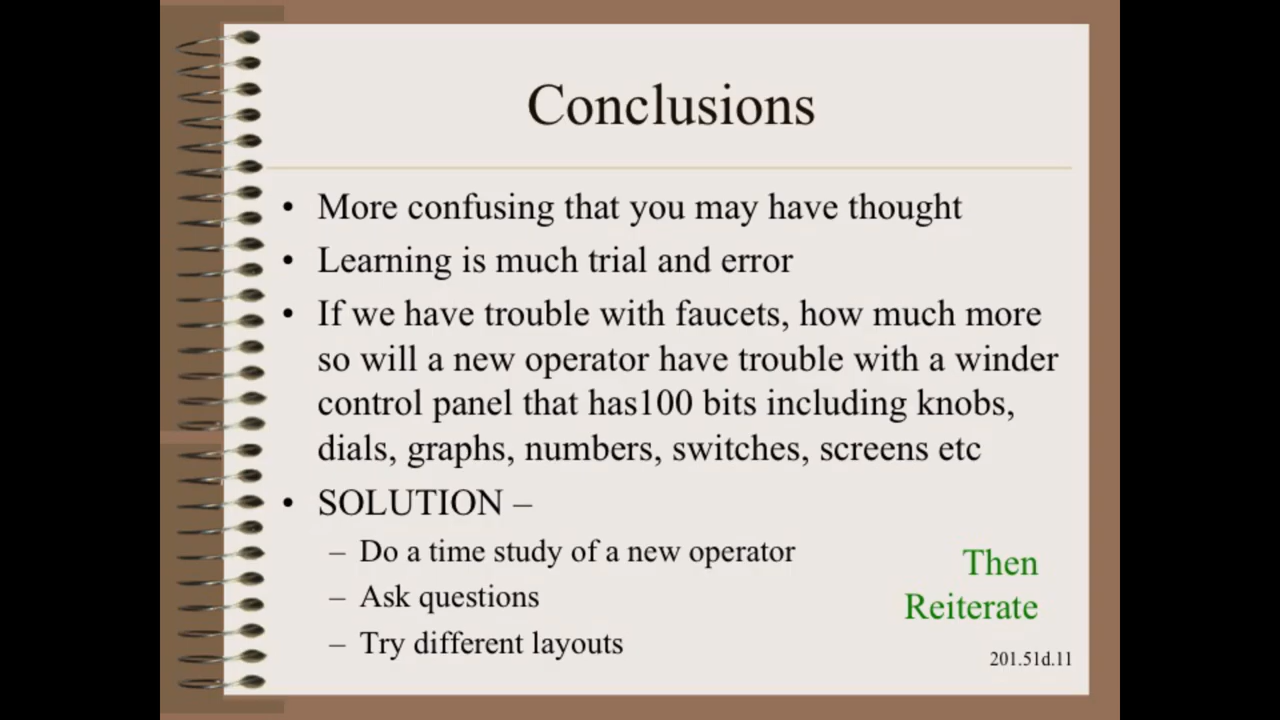 Conclusions
• More confusing that you may have thought
• Learning is much trial and error
• If we have trouble with faucets, how much more
so will a new operator have trouble with a winder
control panel that has100 bits including knobs,
dials, graphs, numbers, switches, screens etc
• SOLUTION –
– Do a time study of a new operator
– Ask questions
– Try different layouts
Then
Reiterate
201.51d.11